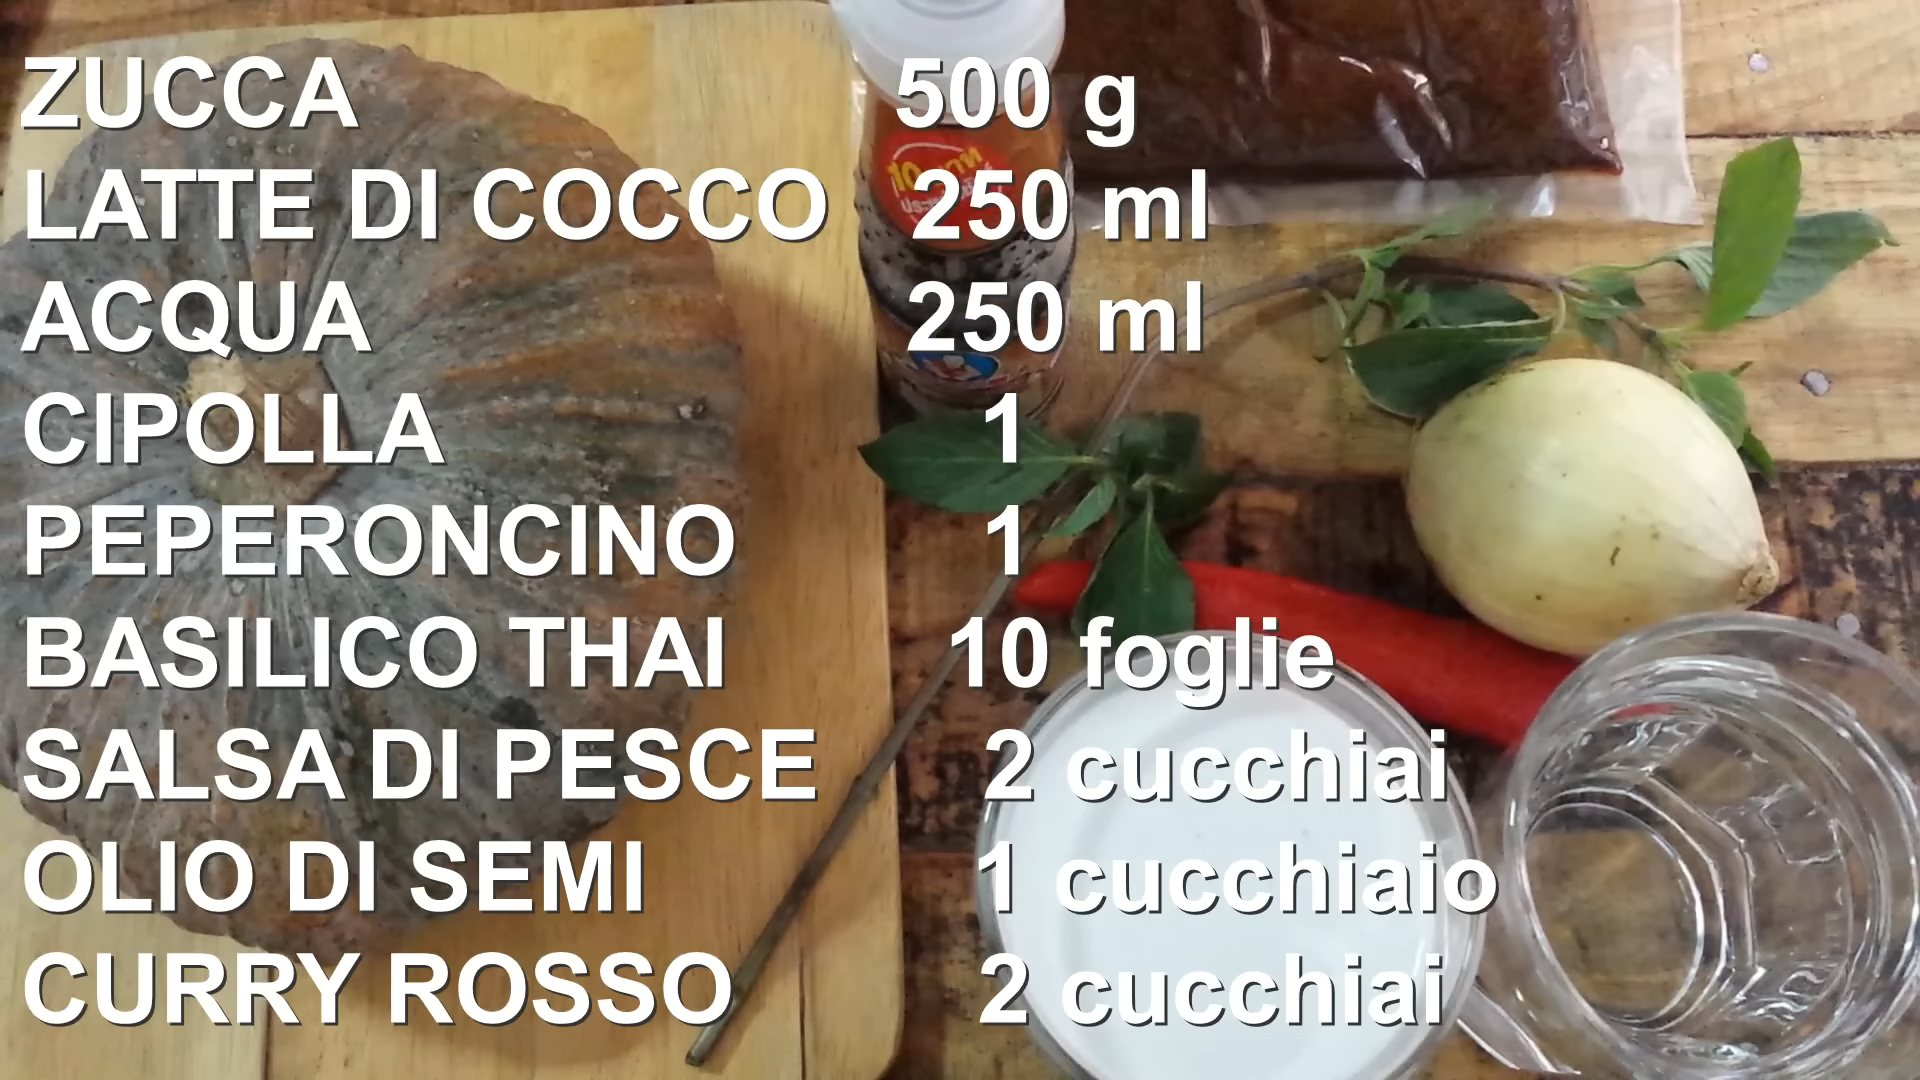 ZUCCA 500 g
LATTE DI COCCO 250 ml
ACQUA 250 ml
CIPOLLA 1
PEPERONCINO 1
BASILICO THAI 10 foglie
SALSA DI PESCE 2 cucchiai
OLIO DI SEMI 1 cucchiaio
CURRY ROSSO 2 cucchiai
10